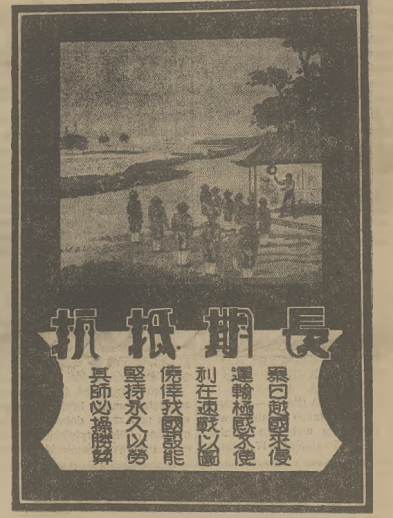 長期抵抗
暴日越國來侵
運輸極感不便
利在速戰以圖
僥倖我國設能
堅持永久以勞
其師必操勝算